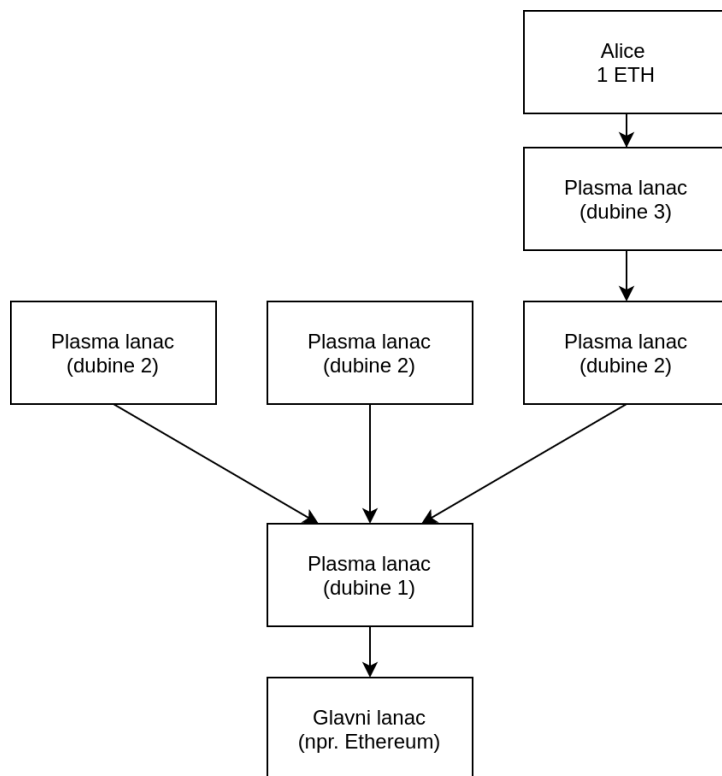 Alice
1 ETH
Plasma lanac
(dubine 3)
Plasma lanac
(dubine 2)
Plasma lanac
(dubine 2)
Plasma lanac
(dubine 2)
Plasma lanac
(dubine 1)
Glavni lanac
(npr. Ethereum)